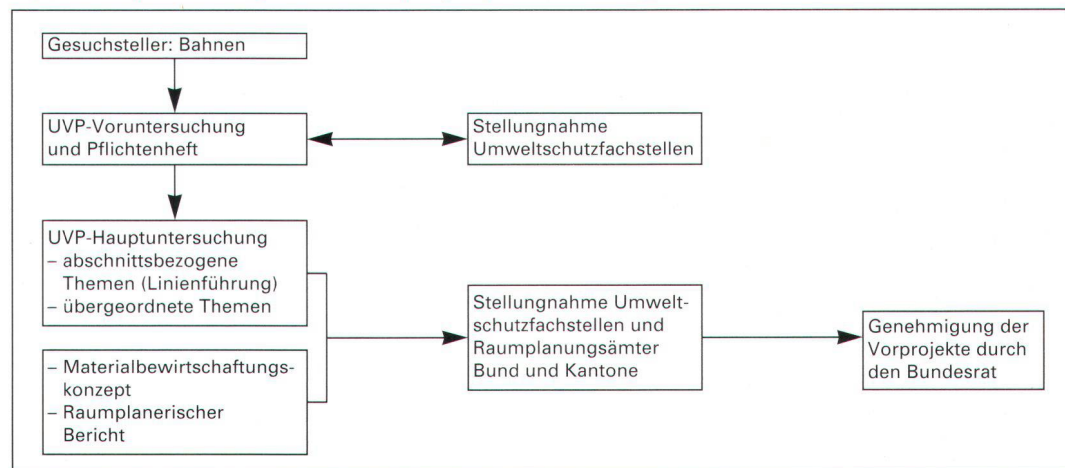 Gesuchsteller: Bahnen
UVP-Voruntersuchung
und Pflichtenheft
Stellungnahme
Umweltschutzfachstellen
UVP-Hauptuntersuchung
– abschnittsbezogene
Themen (Linienführung)
– übergeordnete Themen
– Materialbewirtschaftungs-
konzept
– Raumplanerischer
Bericht
Stellungnahme Umwelt-
schutzfachstellen und
Raumplanungsämter
Bund und Kantone
Genehmigung der
Vorprojekte durch
den Bundesrat